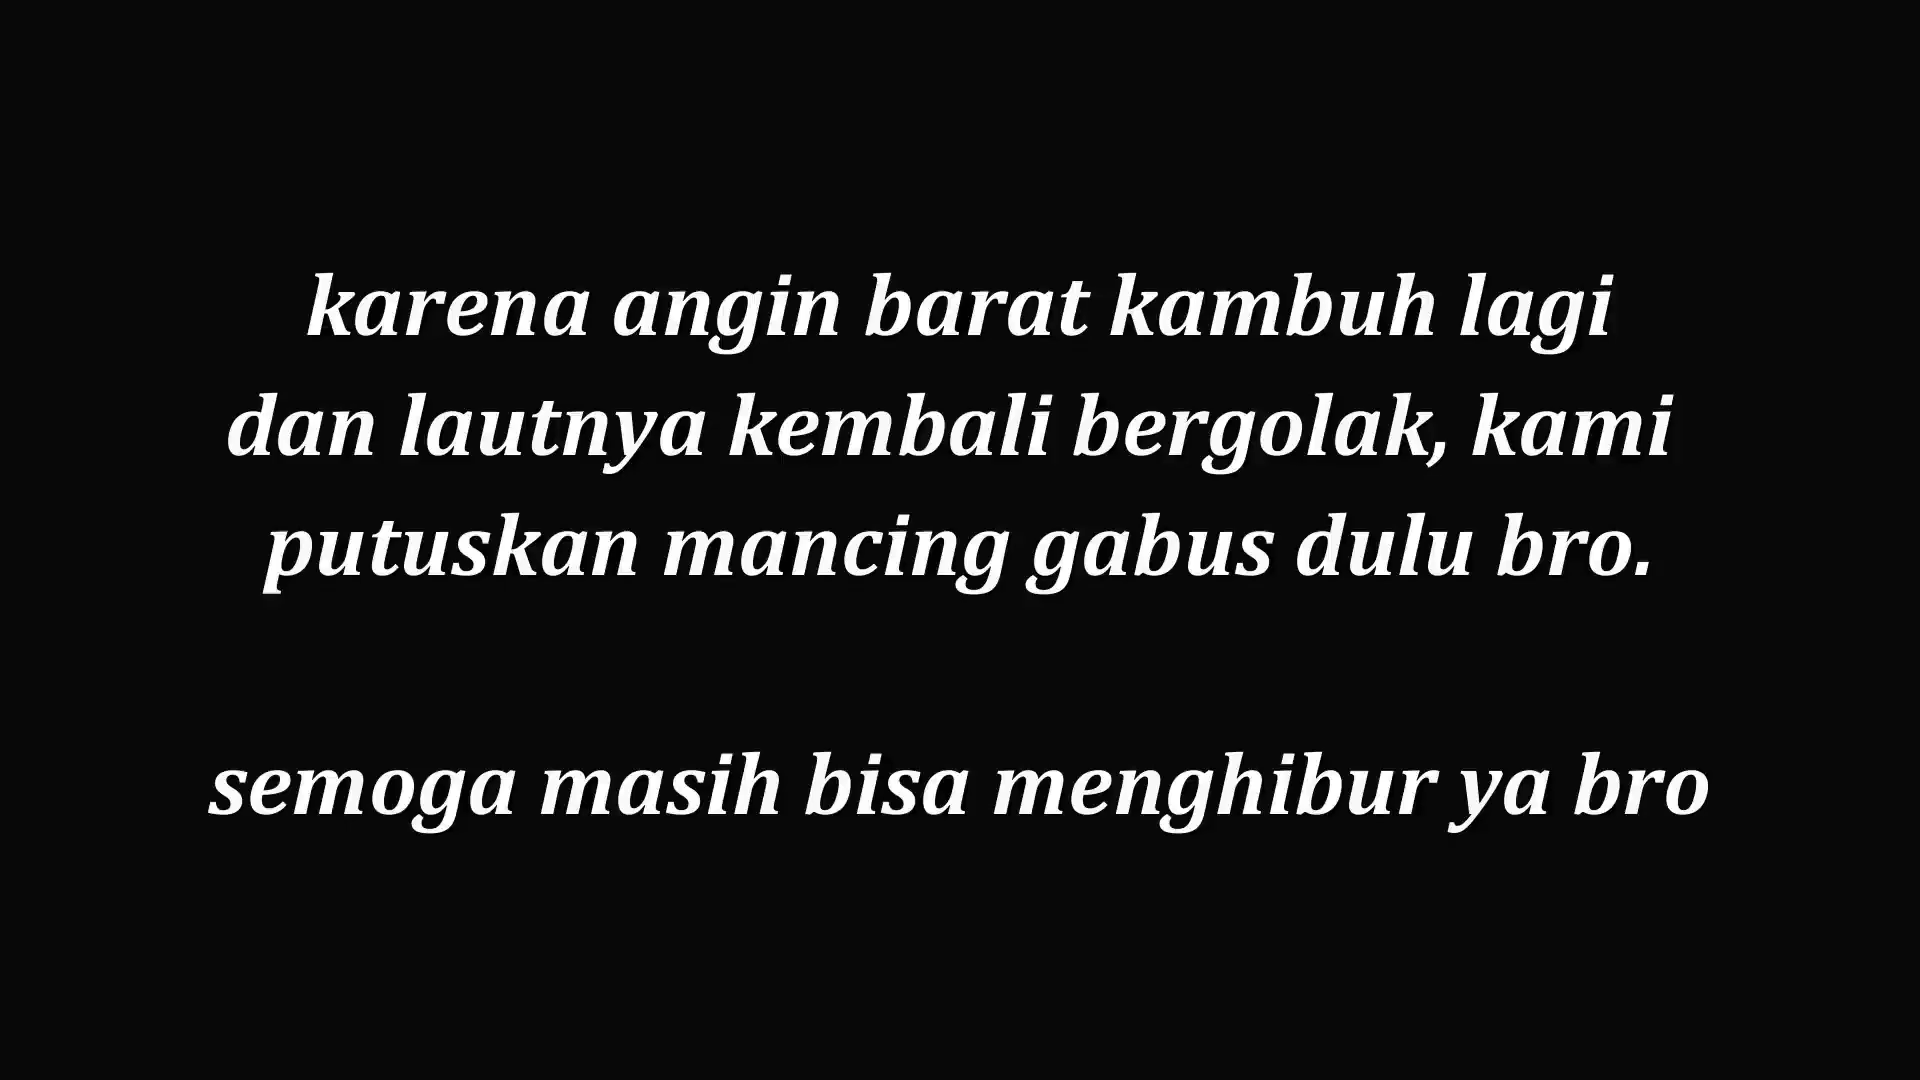 karena angin barat kambuh lagi
dan lautnya kembali bergolak, kami
putuskan mancing gabus dulu bro.
semoga masih bisa menghibur ya bro